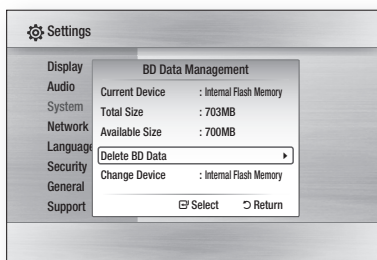 Settings
Display
Audio
System
Network
Language
Security
General
Support
BD Data Management
Current Device : Internal Flash Memory
Total Size : 703MB
Available Size : 700MB
Delete BD Data
Change Device : Internal Flash Memory
Select Return